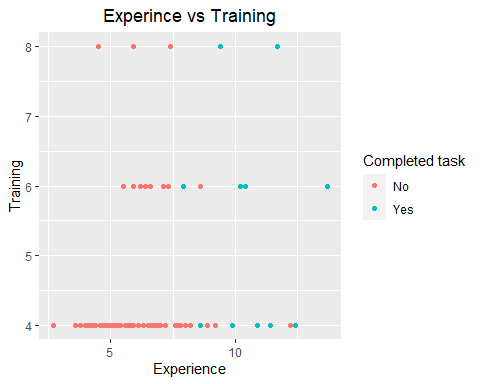 Experince vs Training
8
7
6
5
4
Training
5
10
Experience
Completed task
No
Yes